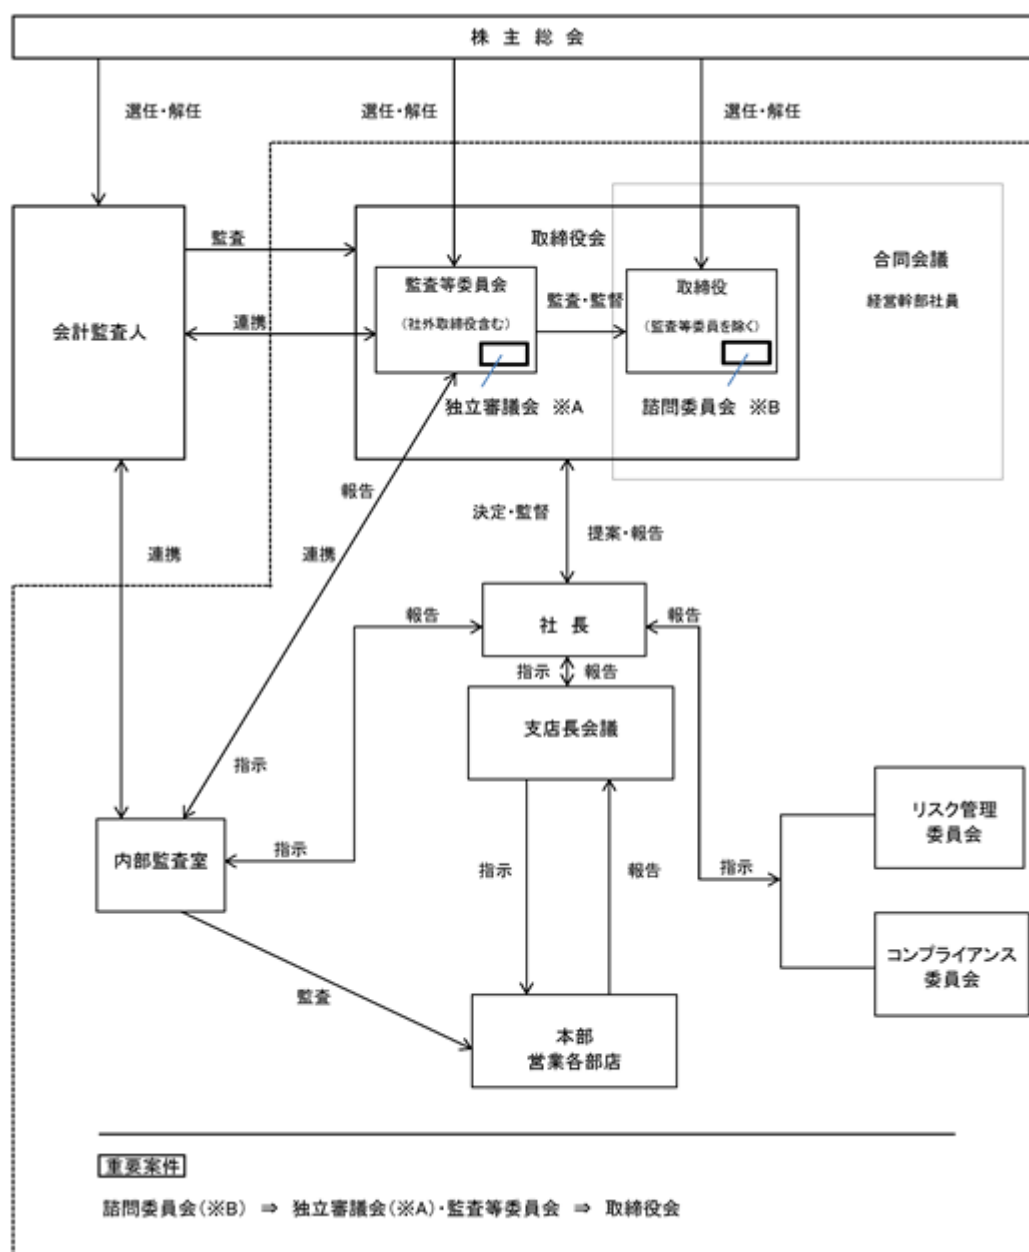 株 主 総 会
選任・解任
選任・解任
選任・解任
取締役会
監査
合同会議
経営幹部社員
監査等委員会
(社外取締役含む)
監査・監督
取締役
(監査等委員を除く)
会計監査人
連携
独立審議会 ※A
諮問委員会 ※B
報告
決定・監督
提案・報告
連携
連携
報告
社 長
報告
指示
報告
支店長会議
指示
リスク管理
委員会
内部監査室
指示
指示
報告
指示
コンプライアンス
委員会
監査
本部
営業各部店
重要案件
諮問委員会(※B) ⇒ 独立審議会(※A)・監査等委員会 ⇒ 取締役会